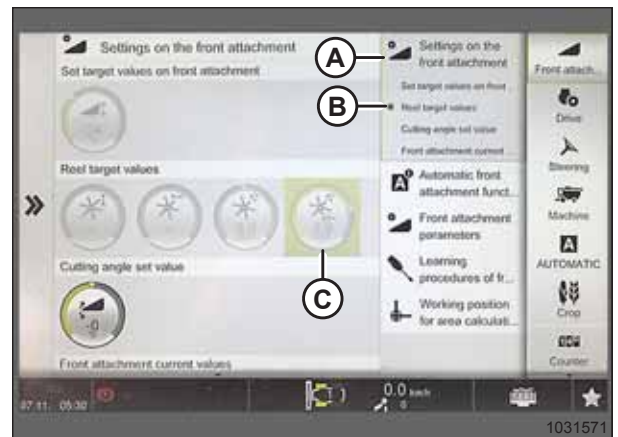 Settings on the front attachment
Set target values on front attachment
Reel target values
Cutting angle set value
-0
Front attachment current values
A
Settings on the
front attachment
Set target values on front ...
B
Reel target values
Cutting angle set value
Front attachment current ...
Automatic front
attachment funct...
Front attachment
parameters
Learning
procedures of fr...
Working position
for area calculati...
C
Front attach...
Drive
Steering
Machine
A
AUTOMATIC
Crop
Counter
07.11. 05:30
0.0 km/h
0
1031571